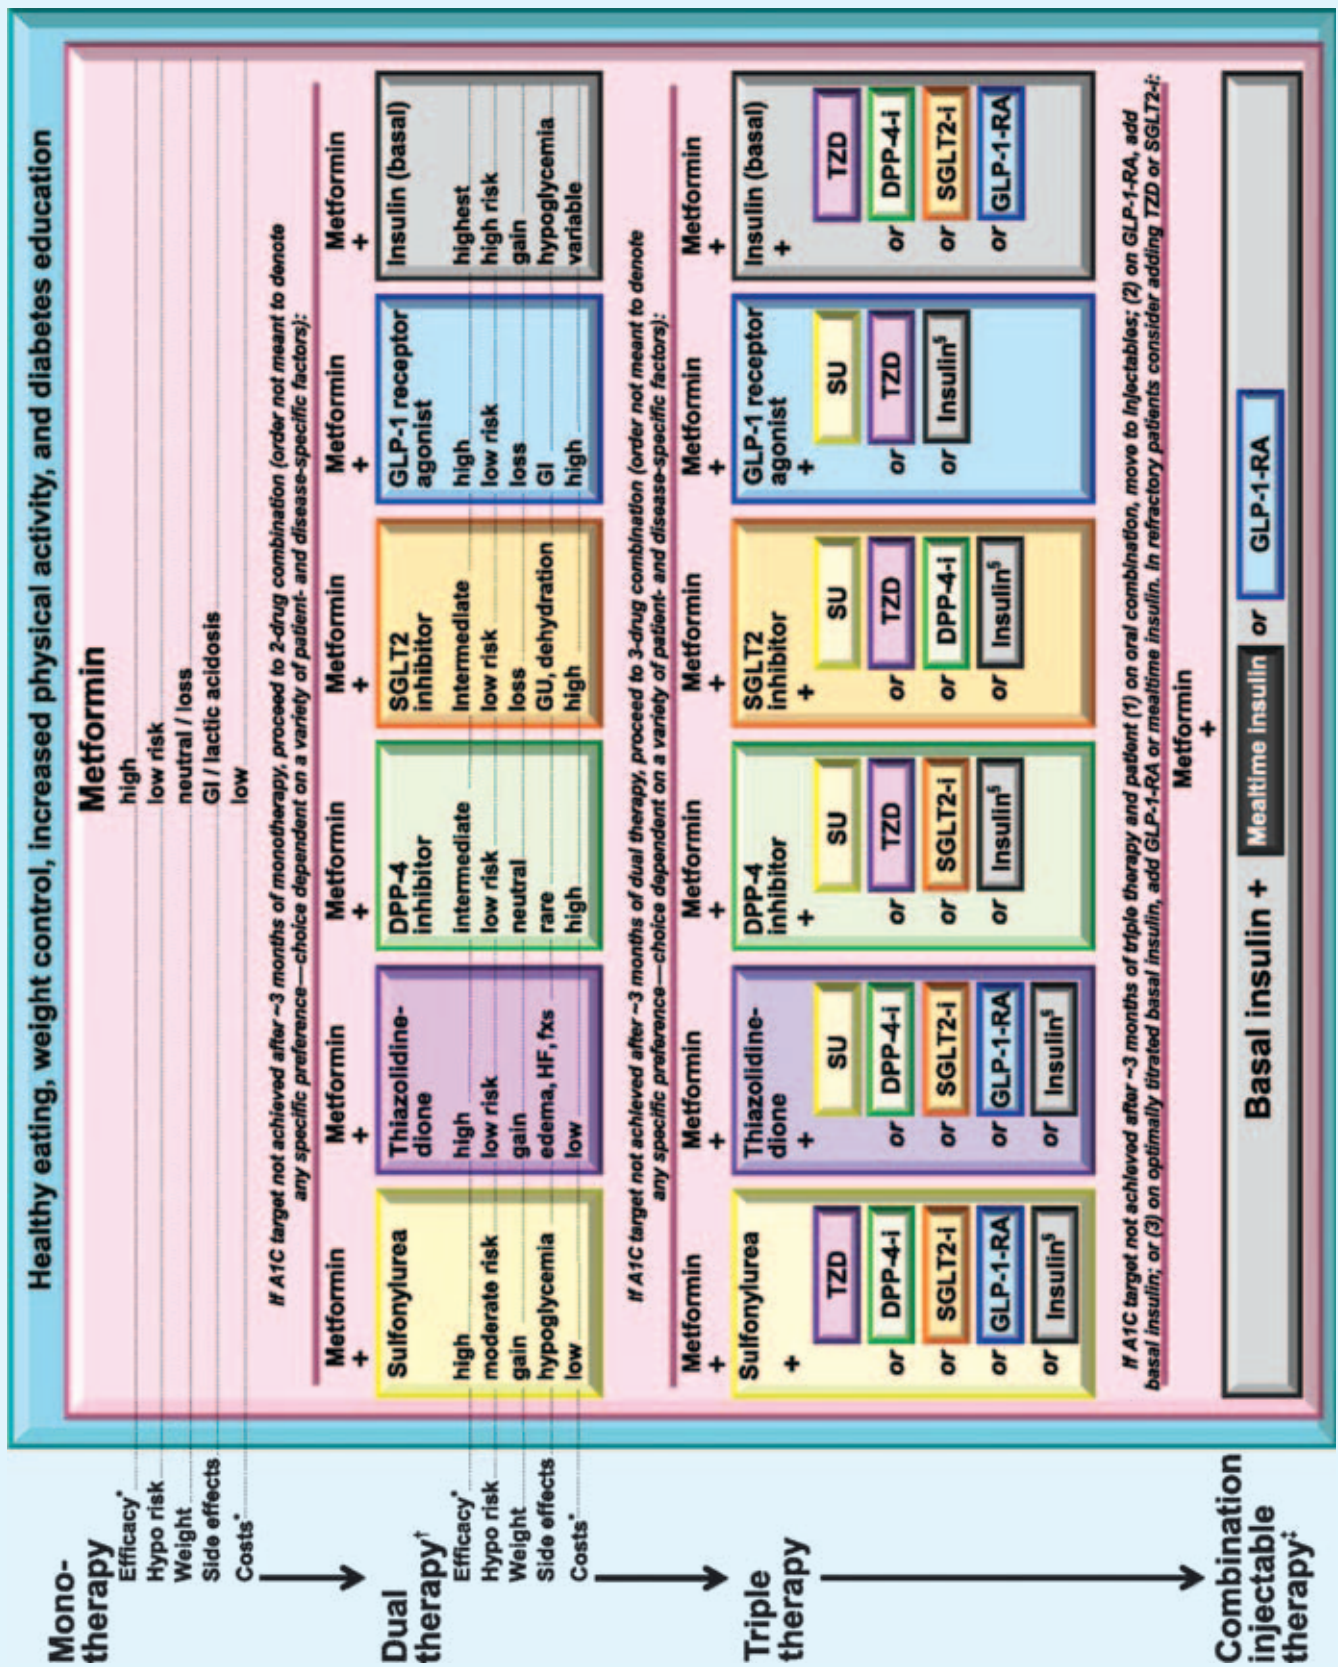 Healthy eating, weight control, increased physical activity, and diabetes education
Mono-
therapy
Metformin
Efficacy* high
Hypo risk low risk
Weight neutral / loss
Side effects GI / lactic acidosis
Costs* low
If A1C target not achieved after ~3 months of monotherapy, proceed to 2-drug combination (order not meant to denote
any specific preference—choice dependent on a variety of patient- and disease-specific factors):
Dual
therapy†
Efficacy*
Hypo risk
Weight
Side effects
Costs*
Metformin
+
Sulfonylurea
high
moderate risk
gain
hypoglycemia
low
Metformin
+
Thiazolidine-
dione
high
low risk
gain
edema, HF, fxs
low
Metformin
+
DPP-4
inhibitor
intermediate
low risk
neutral
rare
high
Metformin
+
SGLT2
inhibitor
intermediate
low risk
loss
GU, dehydration
high
Metformin
+
GLP-1 receptor
agonist
high
low risk
loss
GI
high
Metformin
+
Insulin (basal)
highest
high risk
gain
hypoglycemia
variable
If A1C target not achieved after ~3 months of dual therapy, proceed to 3-drug combination (order not meant to denote
any specific preference—choice dependent on a variety of patient- and disease-specific factors):
Triple
therapy
Metformin
+
Sulfonylurea
+
TZD
or DPP-4-i
or SGLT2-i
or GLP-1-RA
or Insulin§
Metformin
+
Thiazolidine-
dione
+
SU
or DPP-4-i
or SGLT2-i
or GLP-1-RA
or Insulin§
Metformin
+
DPP-4
inhibitor
+
SU
or TZD
or SGLT2-i
or Insulin§
Metformin
+
SGLT2
inhibitor
+
SU
or TZD
or DPP-4-i
or Insulin§
Metformin
+
GLP-1 receptor
agonist
+
SU
or TZD
or Insulin§
Metformin
+
Insulin (basal)
+
TZD
or DPP-4-i
or SGLT2-i
or GLP-1-RA
If A1C target not achieved after ~3 months of triple therapy and patient (1) on oral combination, move to injectables; (2) on GLP-1-RA, add
basal insulin; or (3) on optimally titrated basal insulin, add GLP-1-RA or mealtime insulin. In refractory patients consider adding TZD or SGLT2-i:
Metformin
+
Combination
injectable
therapy‡
Basal insulin + Mealtime insulin or GLP-1-RA